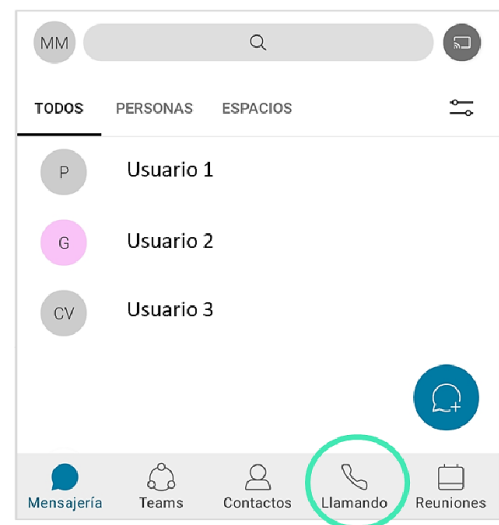 MM
TODOS PERSONAS ESPACIOS
P Usuario 1
G Usuario 2
CV Usuario 3
Mensajería Teams Contactos Llamando Reuniones